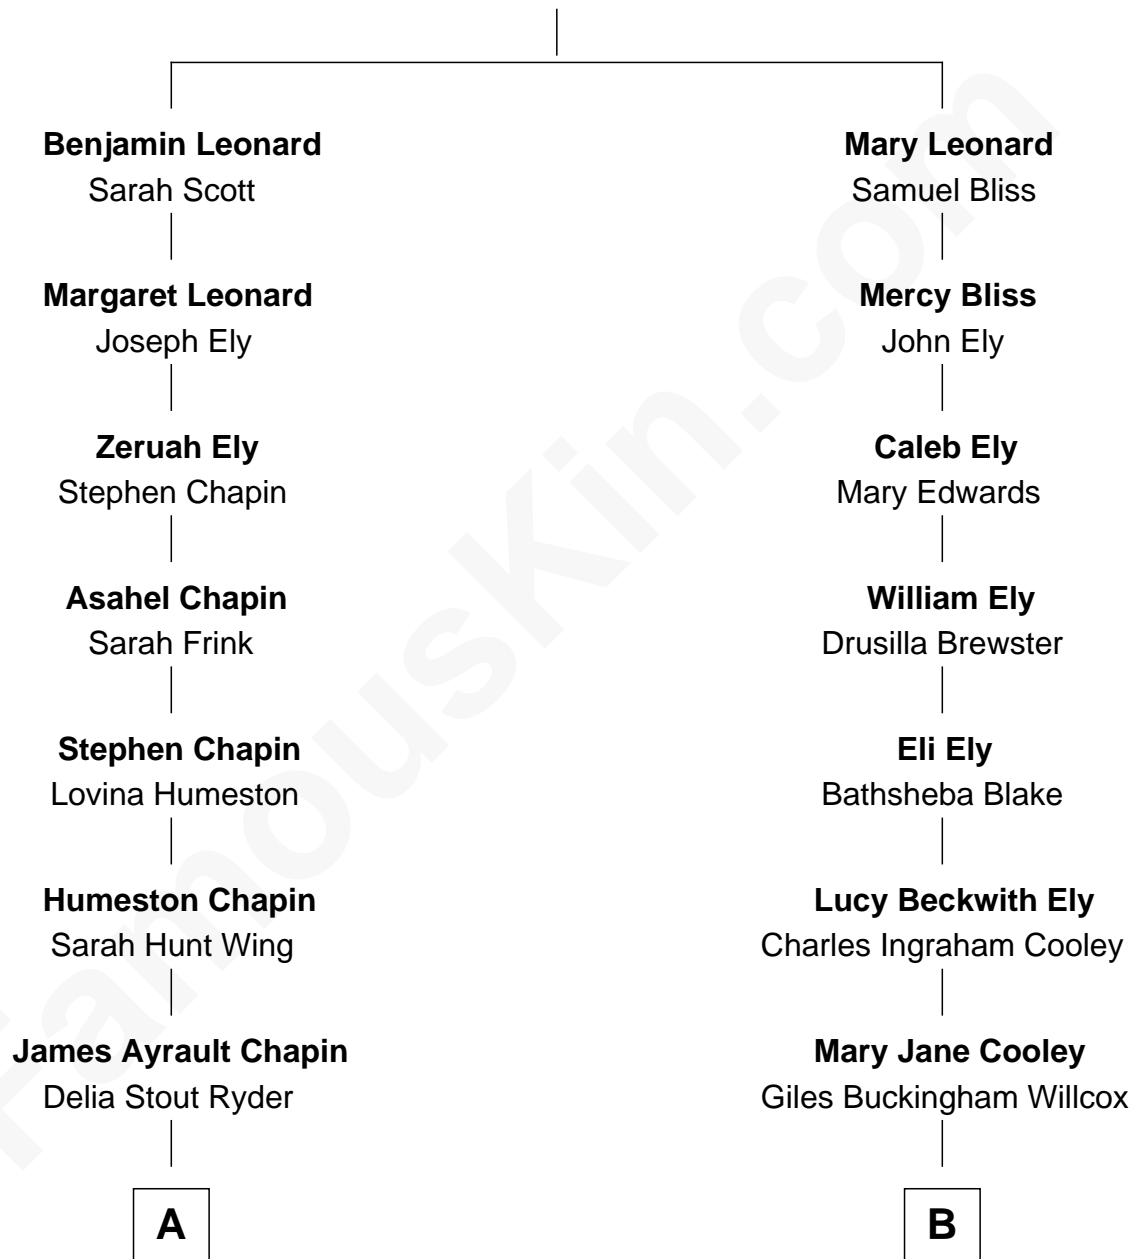 Benjamin Leonard
Sarah Scott
Mary Leonard
Samuel Bliss
Margaret Leonard
Joseph Ely
Mercy Bliss
John Ely
Zeruah Ely
Stephen Chapin
Caleb Ely
Mary Edwards
Asahel Chapin
Sarah Frink
William Ely
Drusilla Brewster
Stephen Chapin
Lovina Humeston
Eli Ely
Bathsheba Blake
Humeston Chapin
Sarah Hunt Wing
Lucy Beckwith Ely
Charles Ingraham Cooley
James Ayrault Chapin
Delia Stout Ryder
Mary Jane Cooley
Giles Buckingham Willcox
A
B
FamousKin.com